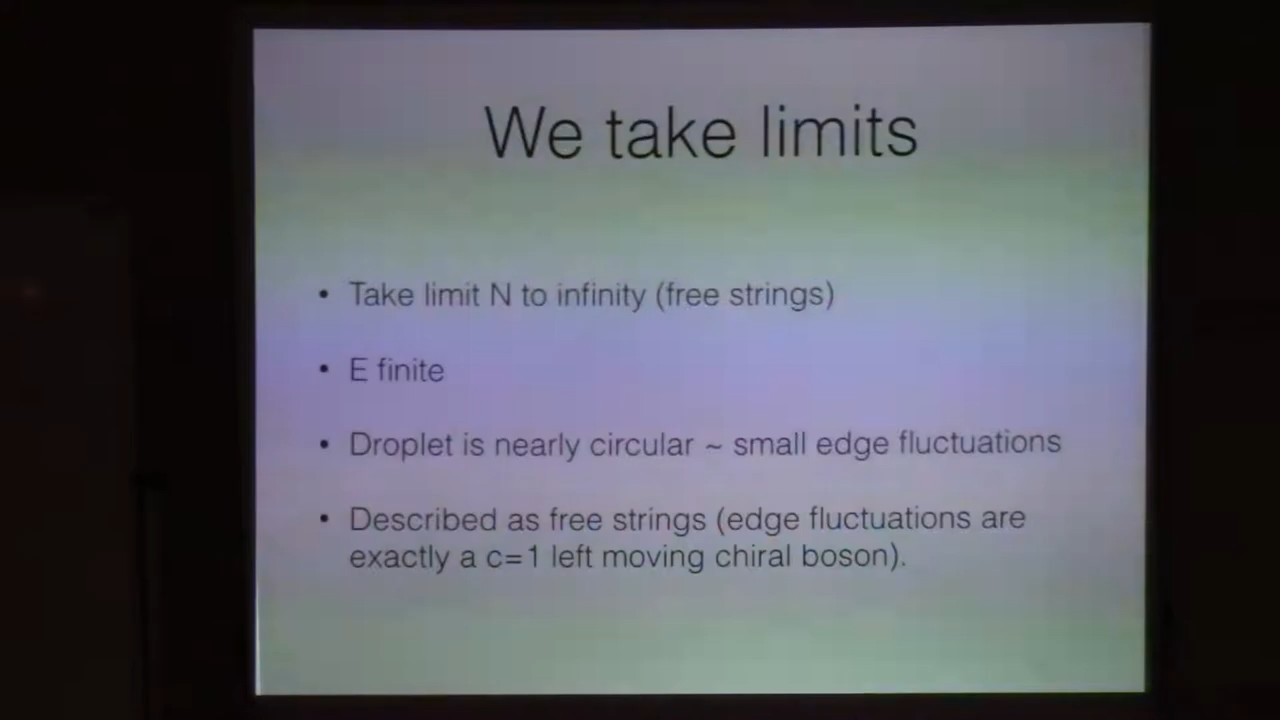 We take limits
• Take limit N to infinity (free strings)
• E finite
• Droplet is nearly circular ~ small edge fluctuations
• Described as free strings (edge fluctuations are
exactly a c=1 left moving chiral boson).